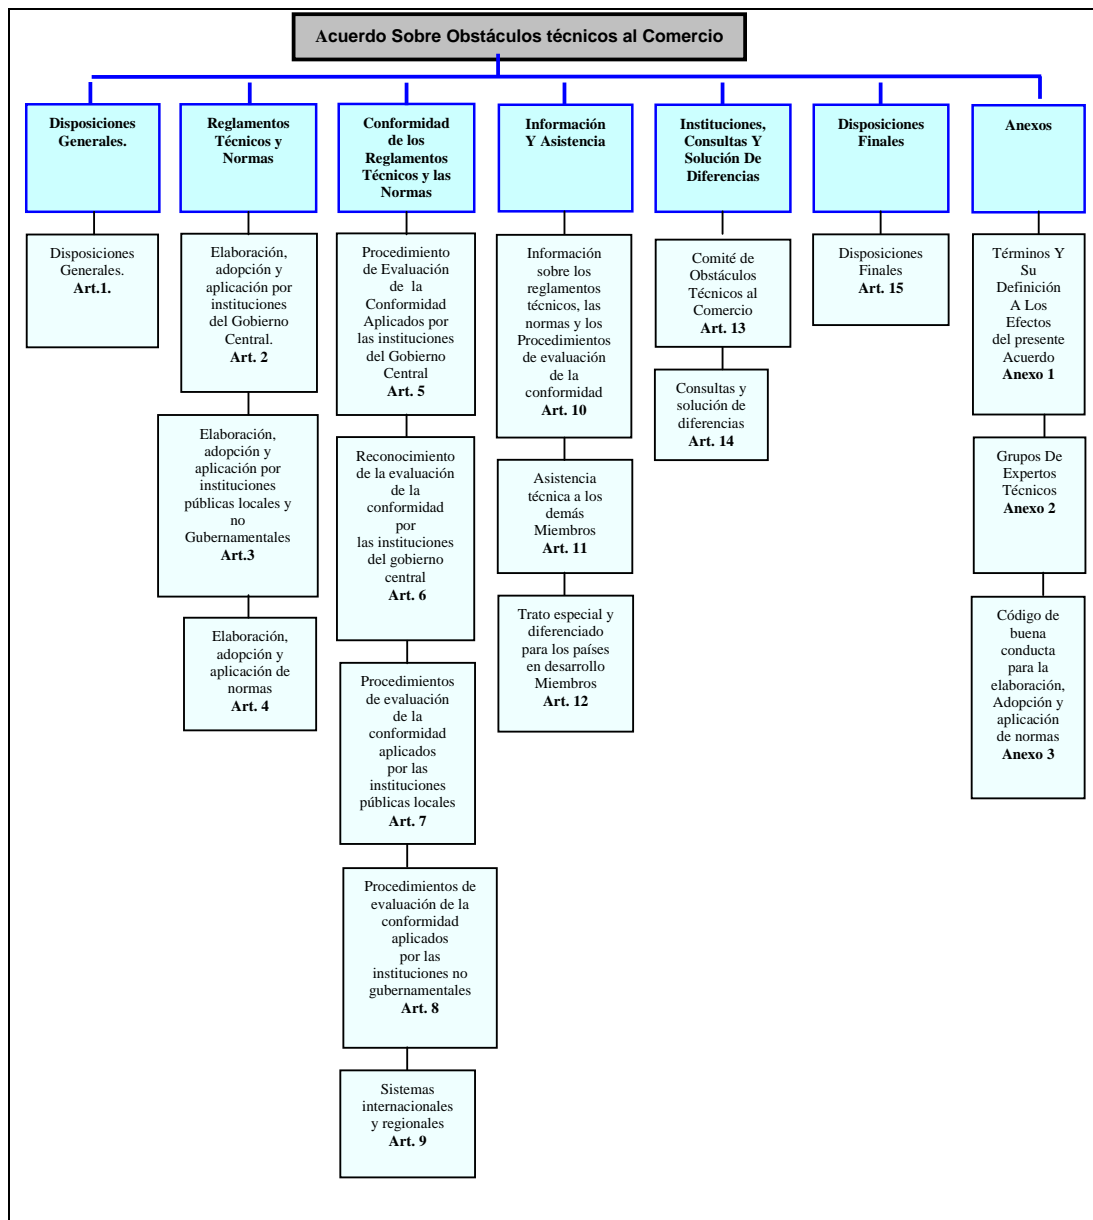 Acuerdo Sobre Obstáculos técnicos al Comercio
Disposiciones
Generales.
Disposiciones
Generales.
Art.1.
Reglamentos
Técnicos y
Normas
Elaboración,
adopción y
aplicación por
instituciones
del Gobierno
Central.
Art. 2
Elaboración,
adopción y
aplicación por
instituciones
públicas locales y
no
Gubernamentales
Art.3
Elaboración,
adopción y
aplicación de
normas
Art. 4
Conformidad
de los
Reglamentos
Técnicos y las
Normas
Procedimiento
de Evaluación
de la
Conformidad
Aplicados por
las instituciones
del Gobierno
Central
Art. 5
Reconocimiento
de la evaluación
de la
conformidad
por
las instituciones
del gobierno
central
Art. 6
Procedimientos
de evaluación
de la
conformidad
aplicados
por las
instituciones
públicas locales
Art. 7
Procedimientos de
evaluación de la
conformidad
aplicados
por las
instituciones no
gubernamentales
Art. 8
Sistemas
internacionales
y regionales
Art. 9
Información
Y Asistencia
Información
sobre los
reglamentos
técnicos, las
normas y los
Procedimientos
de evaluación
de la
conformidad
Art. 10
Asistencia
técnica a los
demás
Miembros
Art. 11
Trato especial y
diferenciado
para los países
en desarrollo
Miembros
Art. 12
Instituciones,
Consultas Y
Solución De
Diferencias
Comité de
Obstáculos
Técnicos al
Comercio
Art. 13
Consultas y
solución de
diferencias
Art. 14
Disposiciones
Finales
Disposiciones
Finales
Art. 15
Anexos
Términos Y
Su
Definición
A Los
Efectos
del presente
Acuerdo
Anexo 1
Grupos De
Expertos
Técnicos
Anexo 2
Código de
buena
conducta
para la
elaboración,
Adopción y
aplicación
de normas
Anexo 3